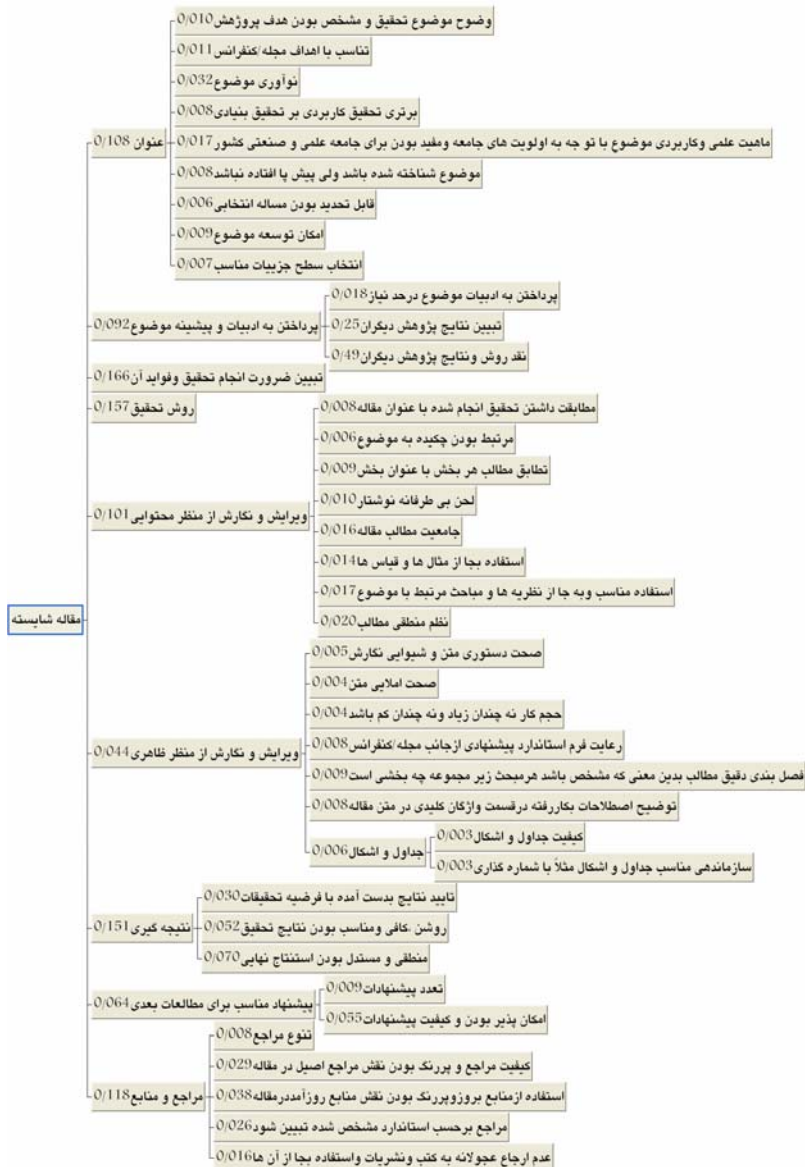 وضوح موضوع تحقیق و مشخص بودن هدف پروژهش 0/010
تناسب با اهداف مجله/کنفرانس 0/011
نوآوری موضوع 0/032
برتری تحقیق کاربردی بر تحقیق بنیادی 0/008
عنوان 0/108
ماهیت علمی وکاربردی موضوع با تو جه به اولویت های جامعه ومفید بودن برای جامعه علمی و صنعتی کشور 0/017
موضوع شناخته شده باشد ولی پیش پا افتاده نباشد 0/008
قابل تحدید بودن مساله انتخابی 0/006
امکان توسعه موضوع 0/009
انتخاب سطح جزییات مناسب 0/007
پرداختن به ادبیات موضوع درحد نیاز 0/018
پرداختن به ادبیات و پیشینه موضوع 0/092
تبیین نتایج پژوهش دیگران 0/25
نقد روش ونتایج پژوهش دیگران 0/49
تبیین ضرورت انجام تحقیق وفواید آن 0/166
روش تحقیق 0/157
مطابقت داشتن تحقیق انجام شده با عنوان مقاله 0/008
مرتبط بودن چکیده به موضوع 0/006
تطابق مطالب هر بخش با عنوان بخش 0/009
ویرایش و نگارش از منظر محتوایی 0/101
لحن بی طرفانه نوشتار 0/010
جامعیت مطالب مقاله 0/016
استفاده بجا از مثال ها و قیاس ها 0/014
استفاده مناسب وبه جا از نظریه ها و مباحث مرتبط با موضوع 0/017
مقاله شایسته
نظم منطقی مطالب 0/020
صحت دستوری متن و شیوایی نگارش 0/005
صحت املایی متن 0/004
حجم کار نه چندان زیاد ونه چندان کم باشد 0/004
ویرایش و نگارش از منظر ظاهری 0/044
رعایت فرم استاندارد پیشنهادی ازجانب مجله/کنفرانس 0/008
فصل بندی دقیق مطالب بدین معنی که مشخص باشد هرمبحث زیر مجموعه چه بخشی است 0/009
توضیح اصطلاحات بکاررفته درقسمت واژگان کلیدی در متن مقاله 0/008
جداول و اشکال 0/006
کیفیت جداول و اشکال 0/003
سازماندهی مناسب جداول و اشکال مثلاً با شماره گذاری 0/003
تایید نتایج بدست آمده با فرضیه تحقیقات 0/030
نتیجه گیری 0/151
روشن ،کافی ومناسب بودن نتایج تحقیق 0/052
منطقی و مستدل بودن استنتاج نهایی 0/070
پیشنهاد مناسب برای مطالعات بعدی 0/064
تعدد پیشنهادات 0/009
امکان پذیر بودن و کیفیت پیشنهادات 0/055
تنوع مراجع 0/008
کیفیت مراجع و پررنگ بودن نقش مراجع اصیل در مقاله 0/029
مراجع و منابع 0/118
استفاده ازمنابع بروزوپررنگ بودن نقش منابع روزآمددرمقاله 0/038
مراجع برحسب استاندارد مشخص شده تبیین شود 0/026
عدم ارجاع عجولانه به کتب ونشریات واستفاده بجا از آن ها 0/016